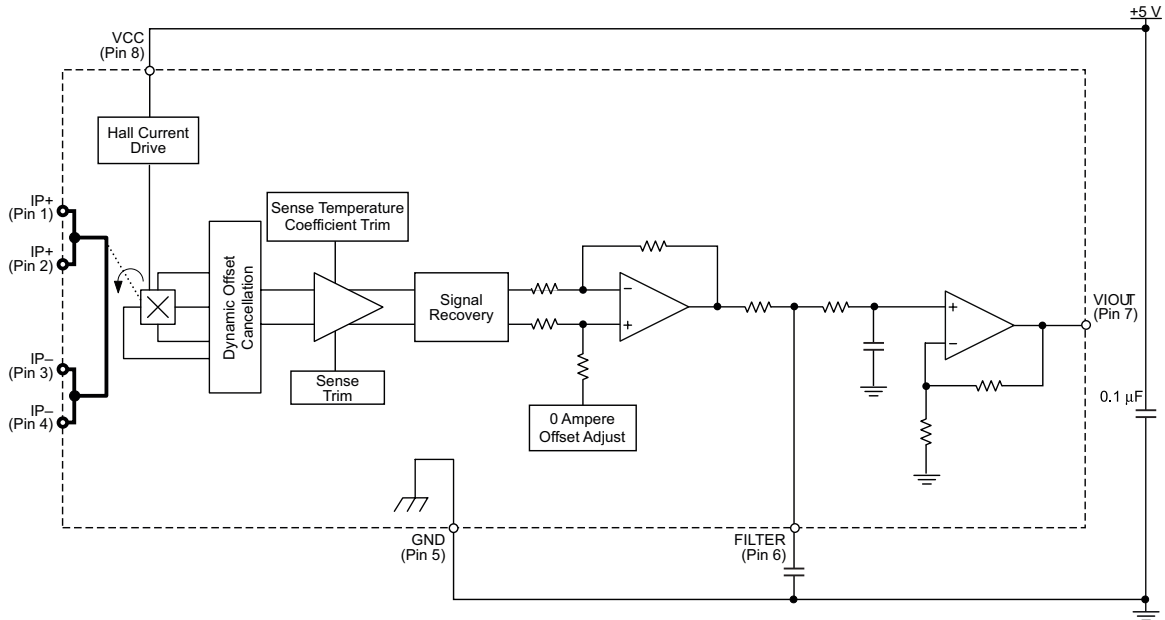 +5 V
VCC
(Pin 8)
Hall Current
Drive
IP+
(Pin 1)
IP+
(Pin 2)
IP–
(Pin 3)
IP–
(Pin 4)
Dynamic Offset
Cancellation
Sense Temperature
Coefficient Trim
Sense
Trim
Signal
Recovery
0 Ampere
Offset Adjust
VIOUT
(Pin 7)
0.1 µF
GND
(Pin 5)
FILTER
(Pin 6)